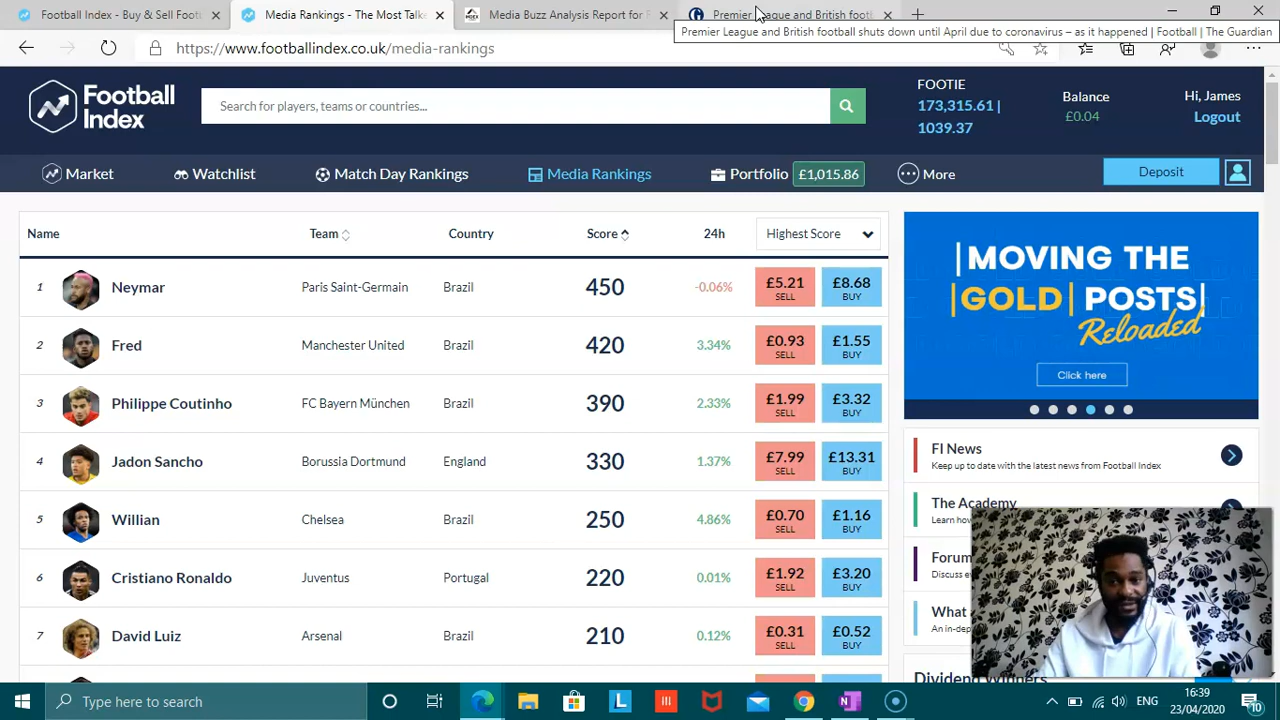 Football Index - Buy & Sell Foot
Media Rankings - The Most Talke
Media Buzz Analysis Report for F
Premier League and British footb
Premier League and British football shuts down until April due to coronavirus – as it happened | Football | The Guardian
https://www.footballindex.co.uk/media-rankings
Football
Index
Search for players, teams or countries...
FOOTIE
173,315.61 |
1039.37
Balance
£0.04
Hi, James
Logout
Market
Watchlist
Match Day Rankings
Media Rankings
Portfolio £1,015.86
More
Deposit
Name Team Country Score 24h Highest Score
1 Neymar Paris Saint-Germain Brazil 450 -0.06% £5.21 £8.68
SELL BUY
2 Fred Manchester United Brazil 420 3.34% £0.93 £1.55
SELL BUY
3 Philippe Coutinho FC Bayern München Brazil 390 2.33% £1.99 £3.32
SELL BUY
4 Jadon Sancho Borussia Dortmund England 330 1.37% £7.99 £13.31
SELL BUY
5 Willian Chelsea Brazil 250 4.86% £0.70 £1.16
SELL BUY
6 Cristiano Ronaldo Juventus Portugal 220 0.01% £1.92 £3.20
SELL BUY
7 David Luiz Arsenal Brazil 210 0.12% £0.31 £0.52
SELL BUY
|MOVING THE
|GOLD| POSTS|
Reloaded
Click here
FI News
Keep up to date with the latest news from Football Index
The Academy
Learn how
Forum
Discuss
What
An in-dep
Dividend Winners
Type here to search
ENG
16:39
23/04/2020
10